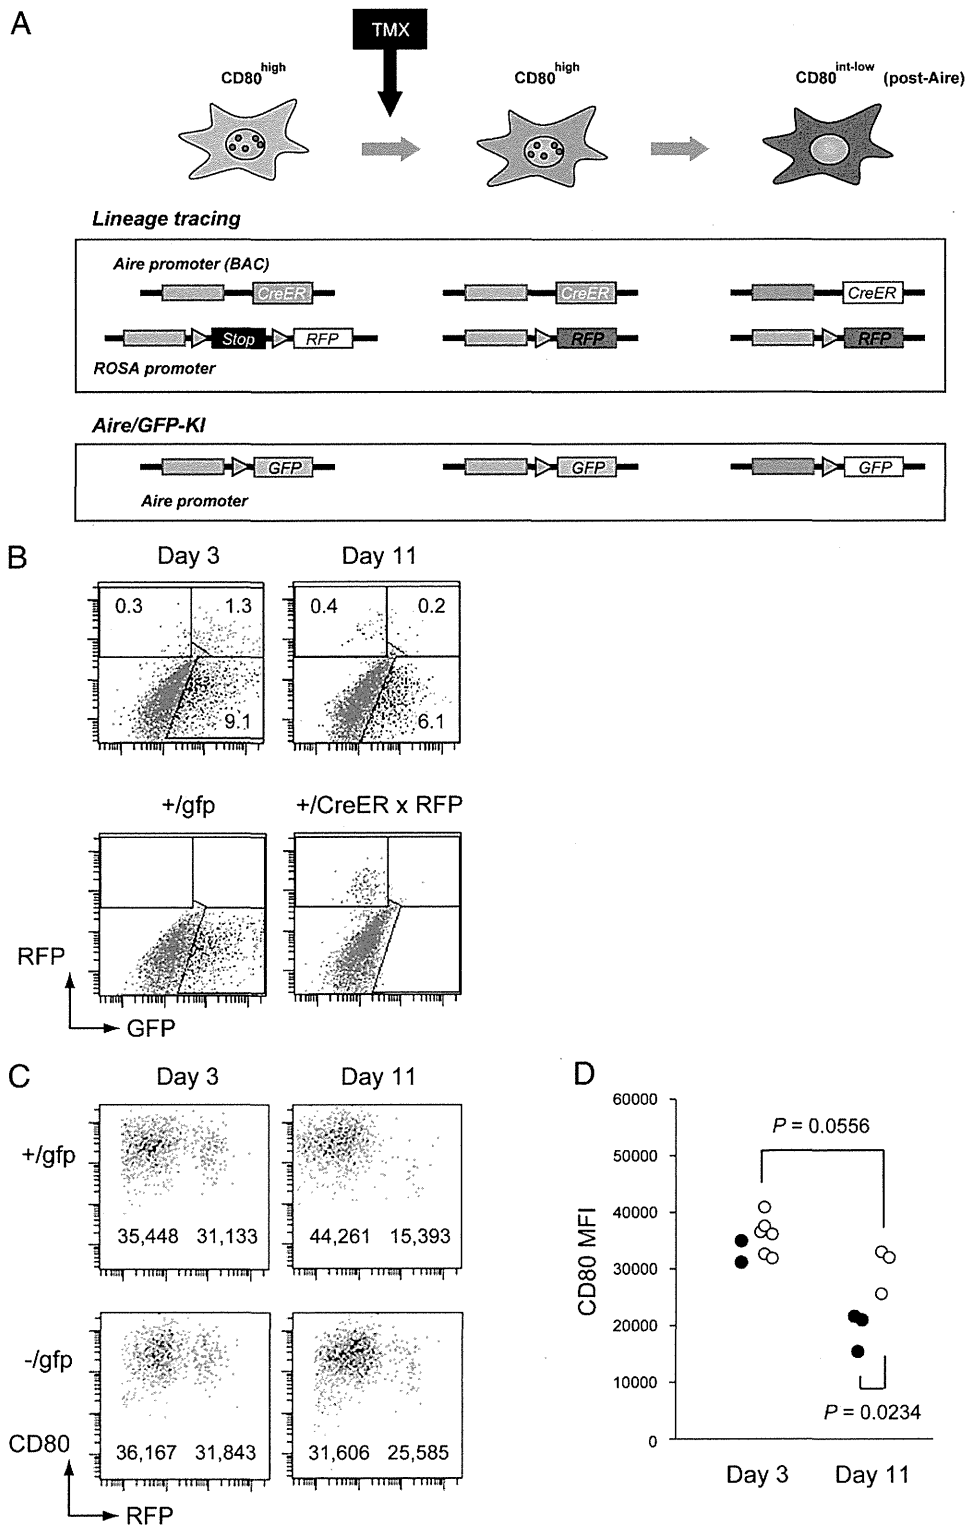 A
TMX
CD80high
CD80high
CD80int-low (post-Aire)
Lineage tracing
Aire promoter (BAC)
CreER
CreER
CreER
Stop
RFP
RFP
RFP
ROSA promoter
Aire/GFP-KI
GFP
GFP
GFP
Aire promoter
B
Day 3
Day 11
0.3
1.3
0.4
0.2
9.1
6.1
+/gfp
+/CreER x RFP
RFP
GFP
C
Day 3
Day 11
+/gfp
35,448
31,133
44,261
15,393
-/gfp
36,167
31,843
31,606
25,585
CD80
RFP
D
60000
50000
40000
30000
20000
10000
0
CD80 MFI
P = 0.0556
P = 0.0234
Day 3
Day 11